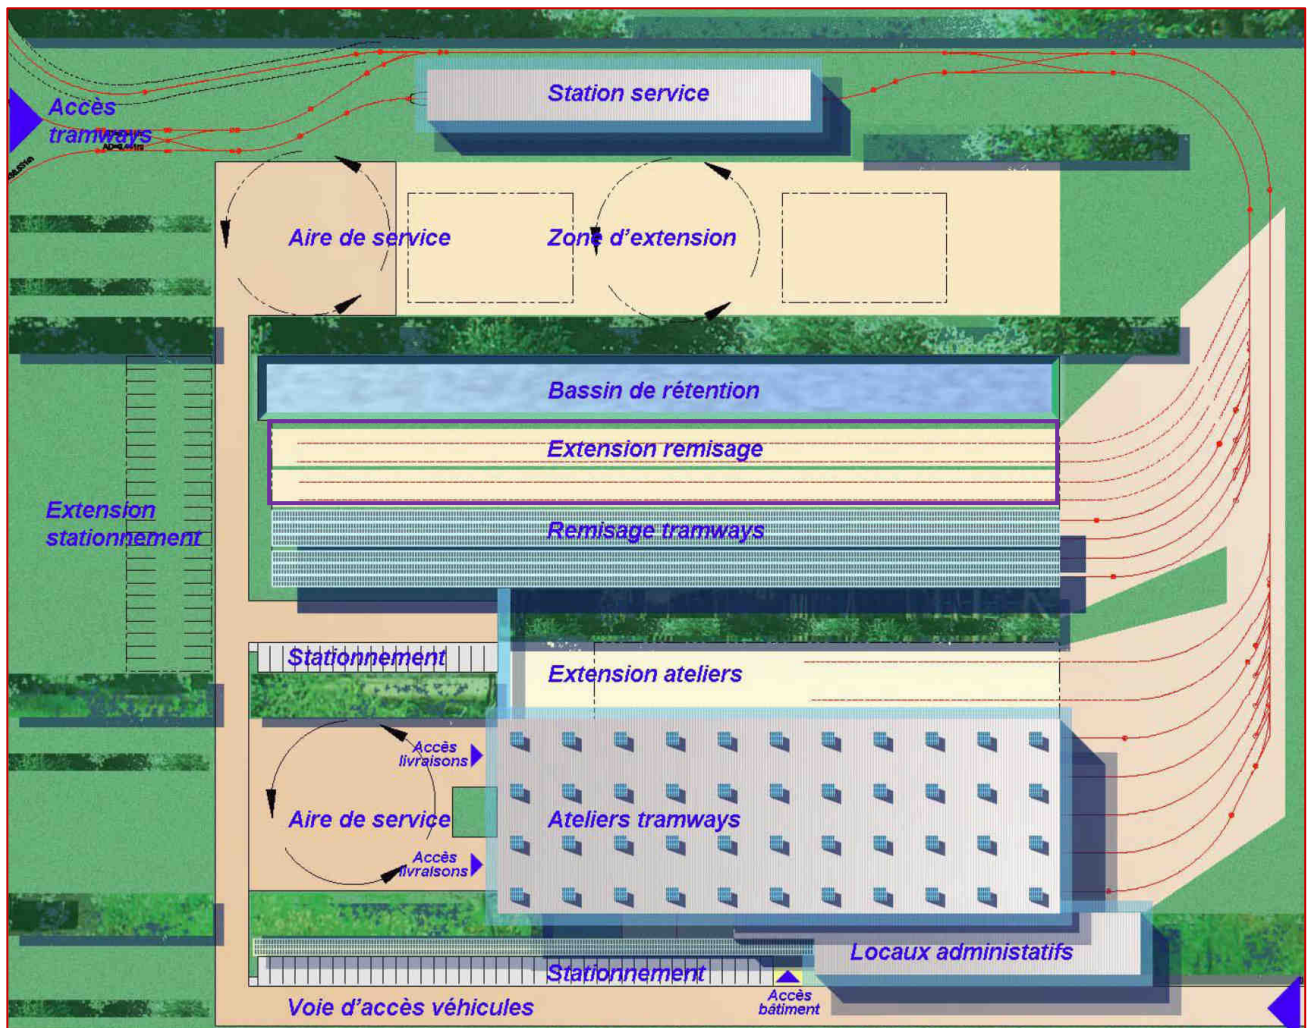 Station service
Accès
tramways
Aire de service
Zone d'extension
Bassin de rétention
Extension remisage
Extension
stationnement
Remisage tramways
Stationnement
Extension ateliers
Accès
livraisons
Aire de service
Ateliers tramways
Accès
livraisons
Locaux administatifs
Stationnement
Accès
bâtiment
Voie d'accès véhicules